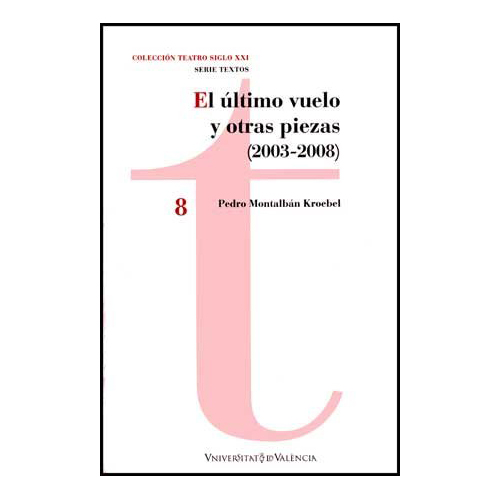 COLECCIÓN TEATRO SIGLO XXI
SERIE TEXTOS
El último vuelo
y otras piezas
(2003-2008)
8
Pedro Montalbán Kroebel
t
VNIVERSITAT ID VALÈNCIA